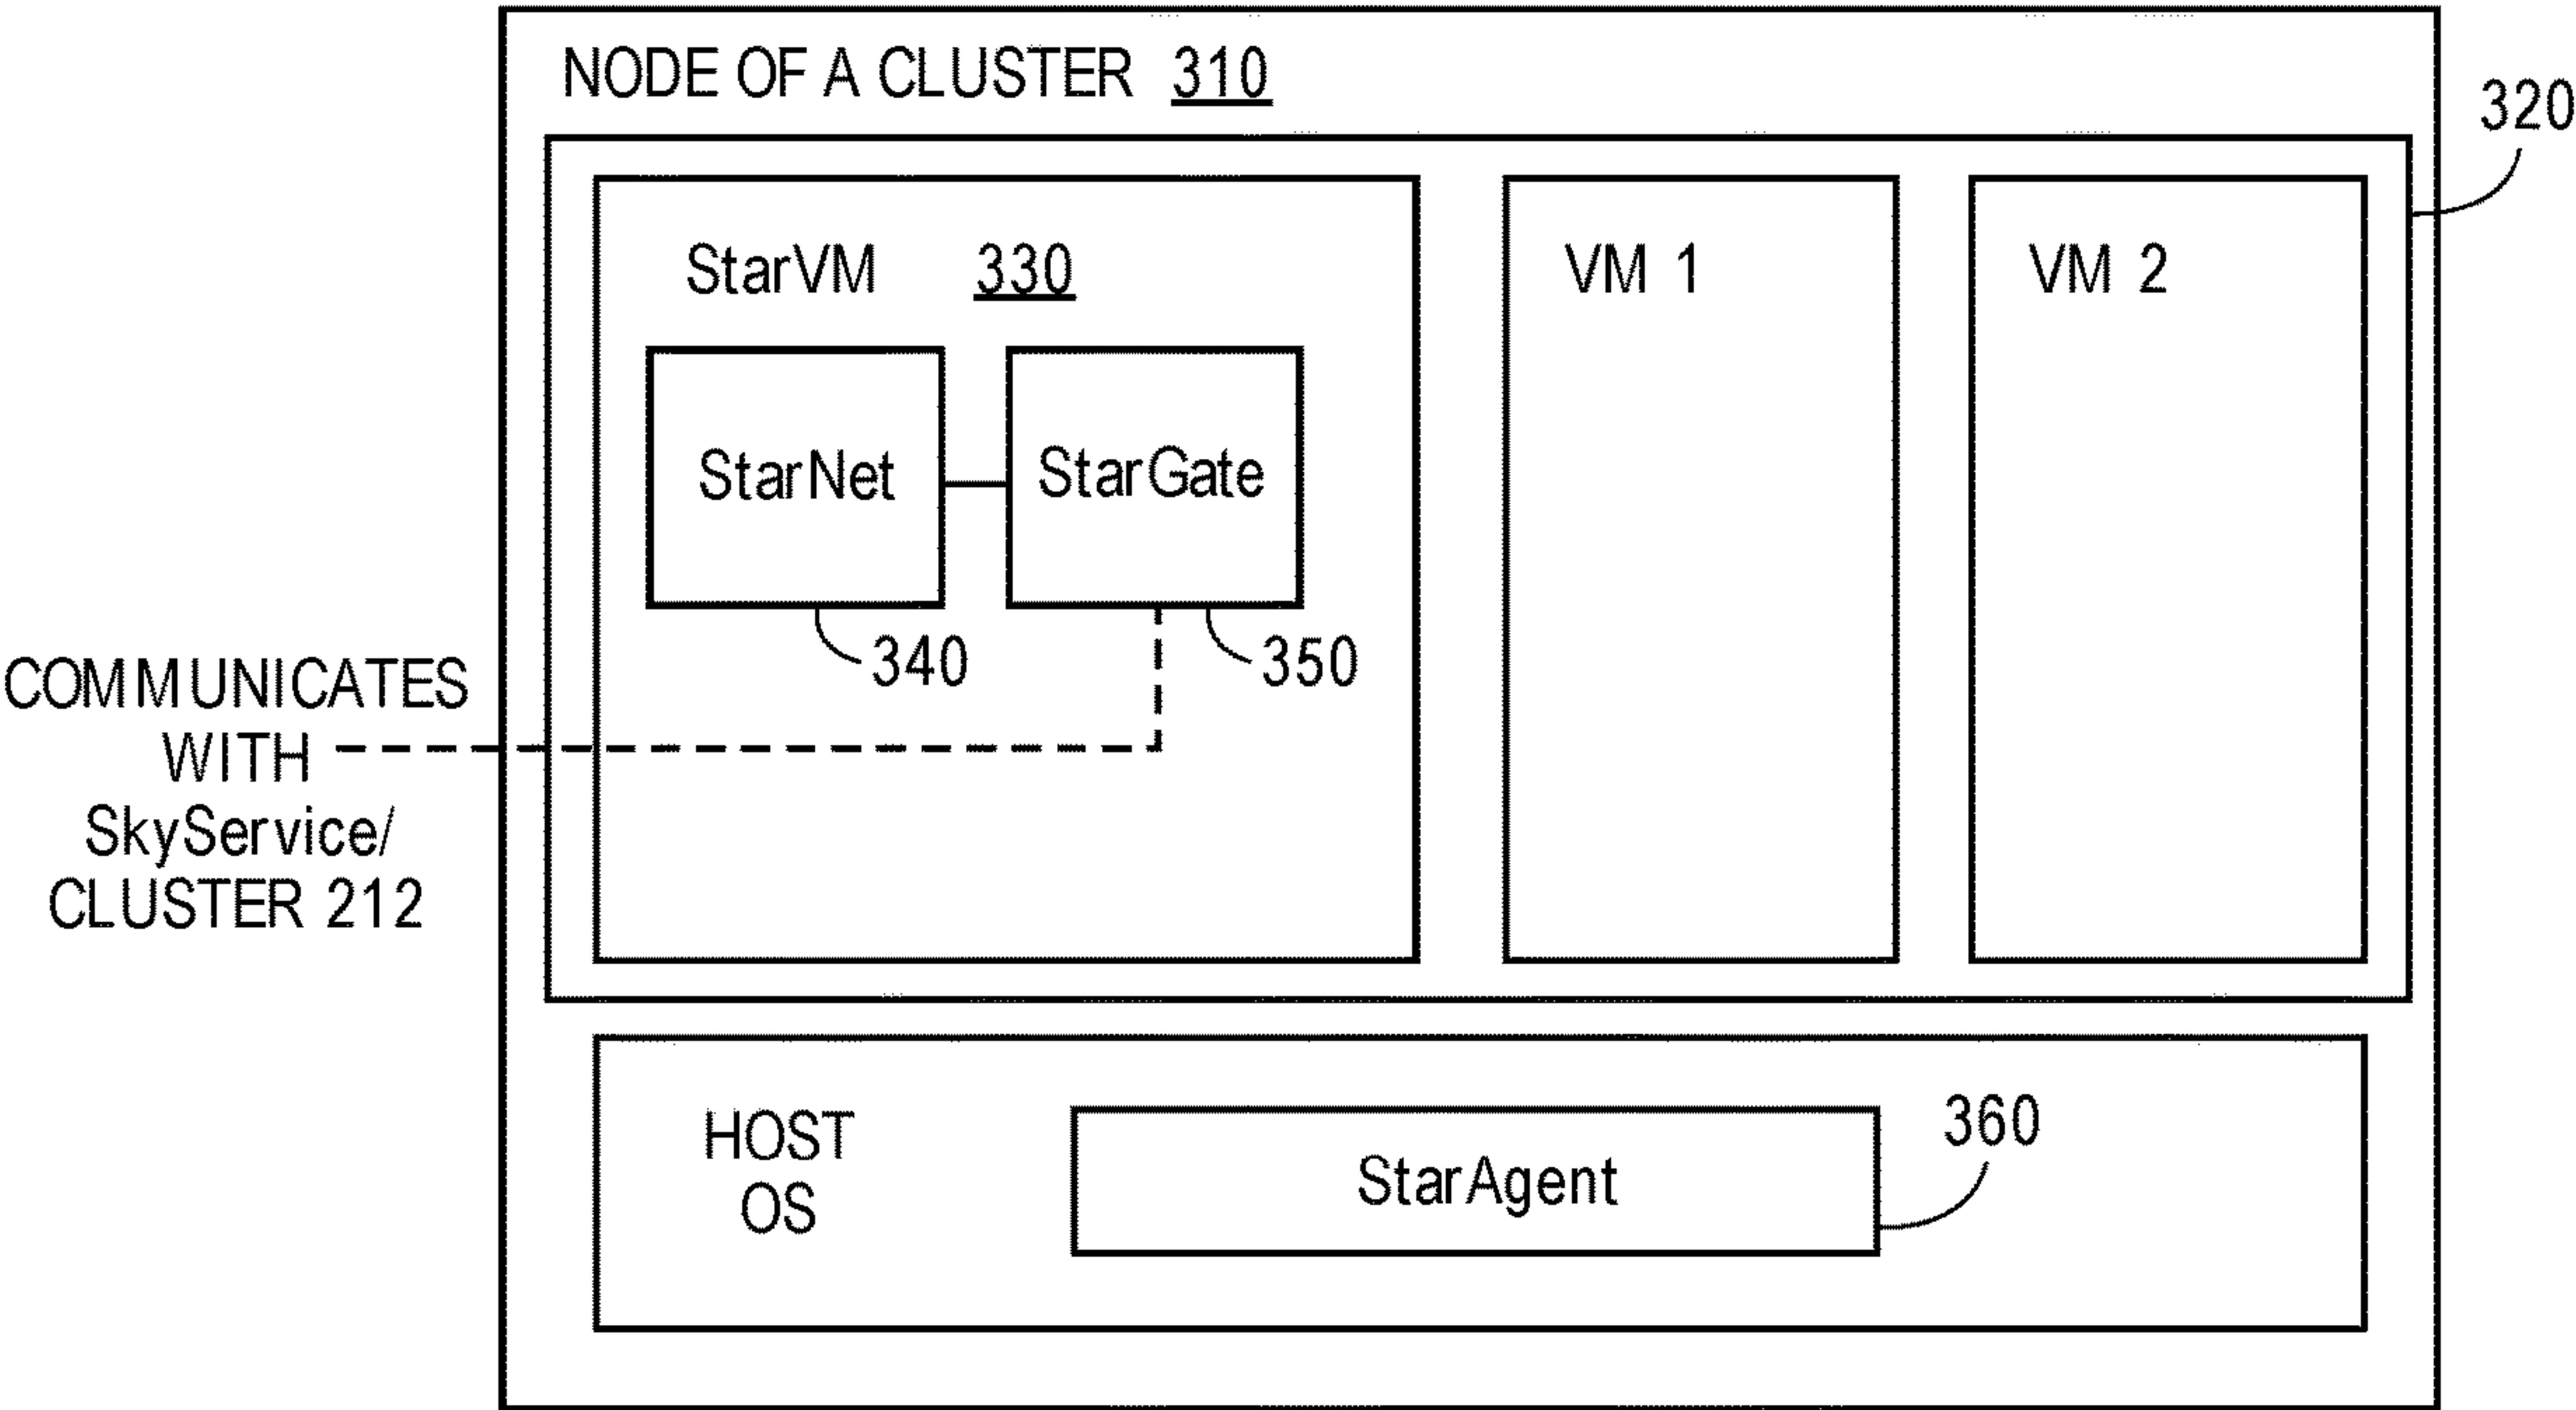 NODE OF A CLUSTER 310
320
StarVM 330
VM 1
VM 2
StarNet
StarGate
340
350
COMMUNICATES
WITH
SkyService/
CLUSTER 212
HOST
OS
StarAgent
360